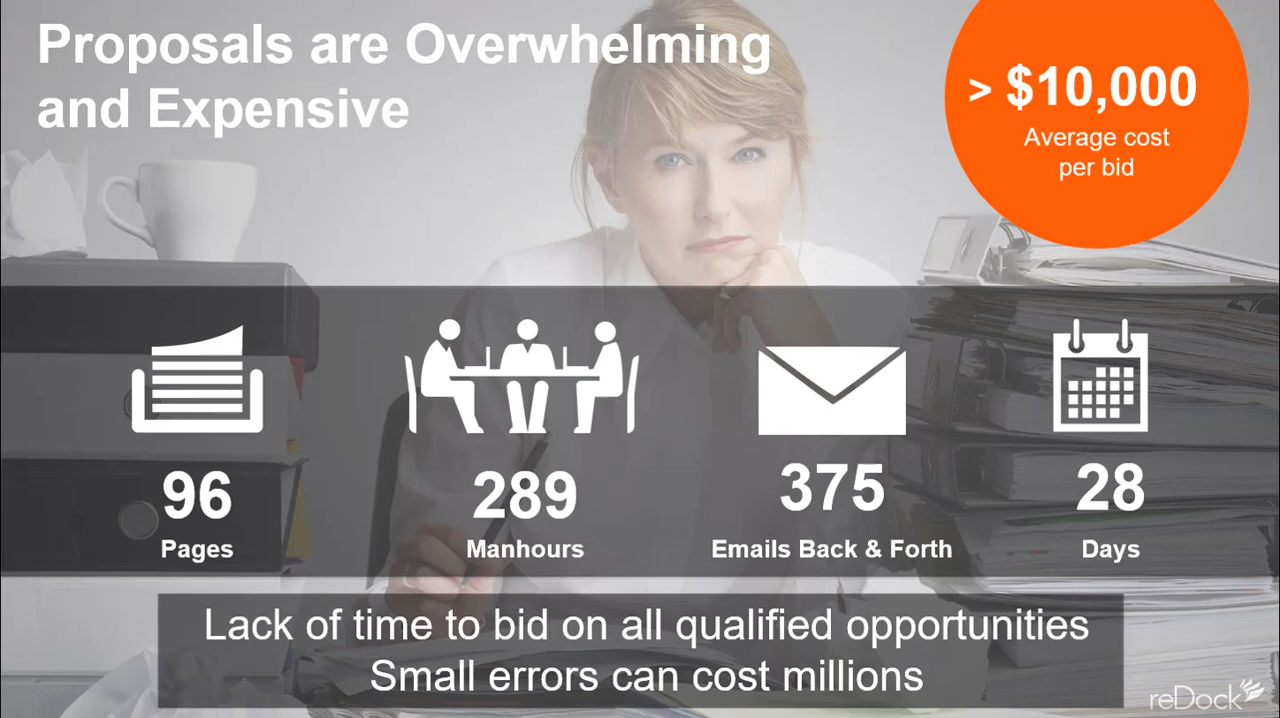 Proposals are Overwhelming
and Expensive
> $10,000
Average cost
per bid
96
Pages
289
Manhours
375
Emails Back & Forth
28
Days
Lack of time to bid on all qualified opportunities
Small errors can cost millions
reDock